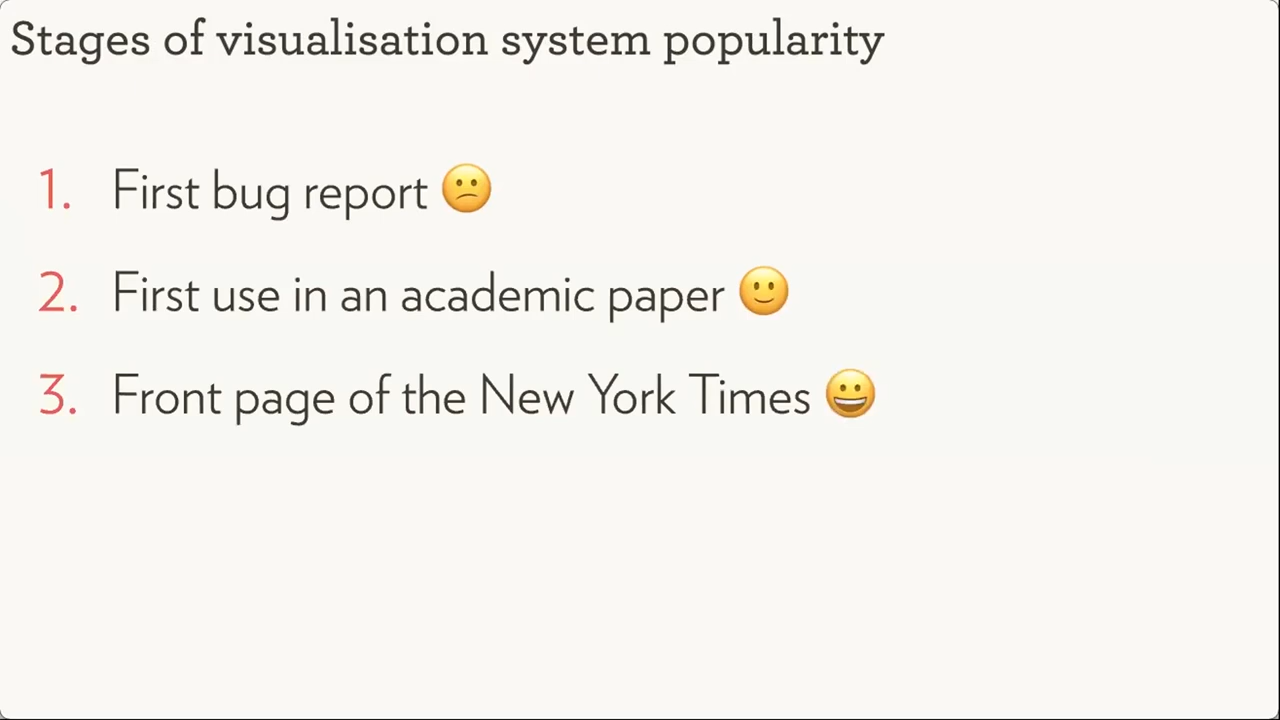 Stages of visualisation system popularity
1. First bug report 😕
2. First use in an academic paper 🙂
3. Front page of the New York Times 😀